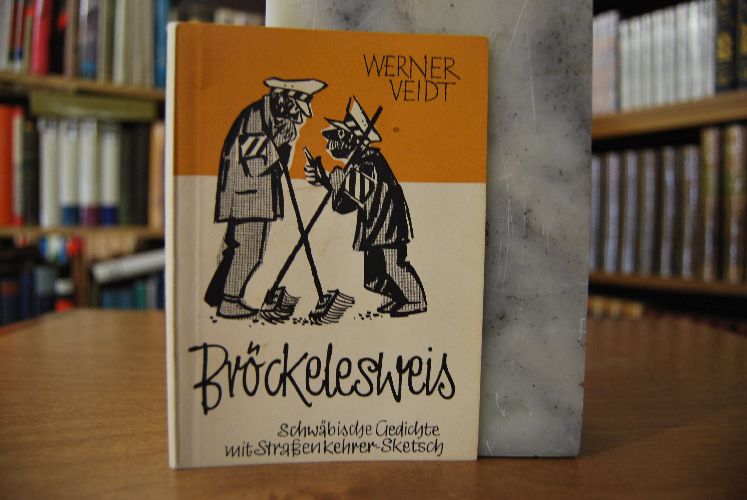 WERNER
VEIDT
Bröckelesweis
Schwäbische Gedichte
mit Straßenkehrer-Sketsch